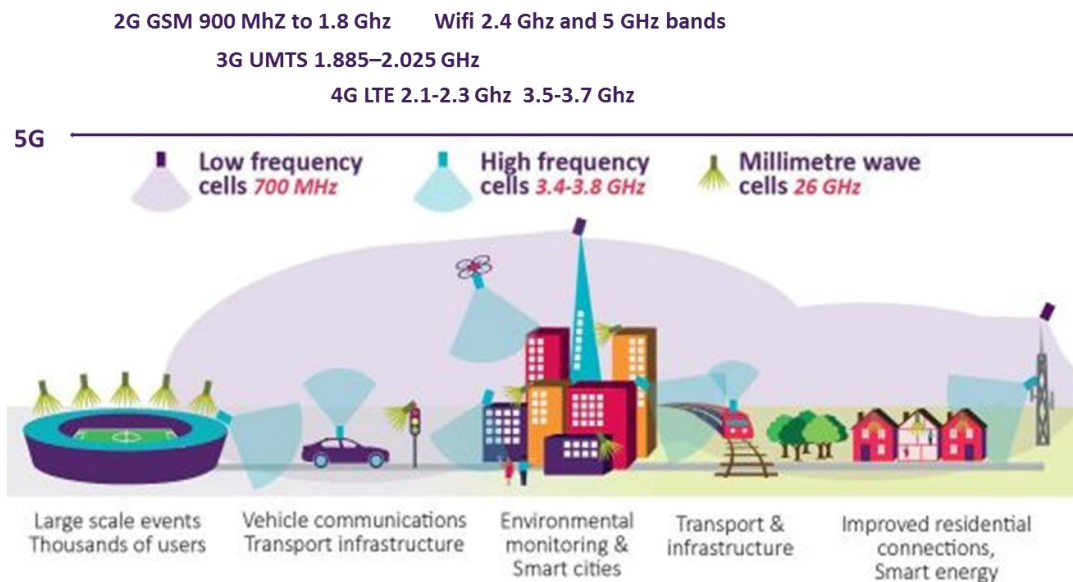 2G GSM 900 MhZ to 1.8 Ghz Wifi 2.4 Ghz and 5 GHz bands
3G UMTS 1.885–2.025 GHz
4G LTE 2.1-2.3 Ghz 3.5-3.7 Ghz
5G
Low frequency
cells 700 MHz
High frequency
cells 3.4-3.8 GHz
Millimetre wave
cells 26 GHz
Large scale events
Thousands of users
Vehicle communications
Transport infrastructure
Environmental
monitoring &
Smart cities
Transport &
infrastructure
Improved residential
connections,
Smart energy